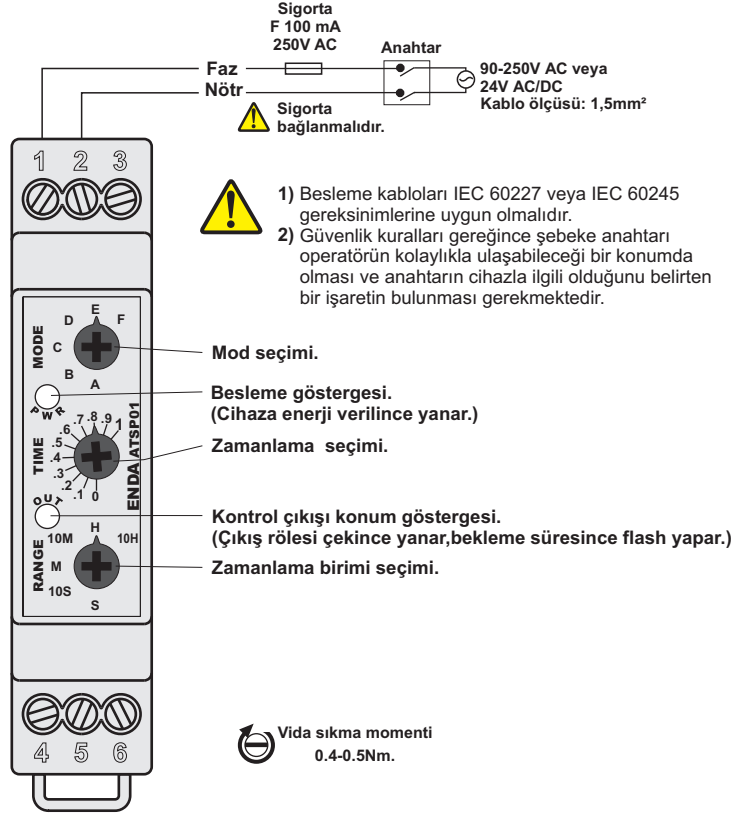 Sigorta
F 100 mA
250V AC
Anahtar
Faz
Nötr
90-250V AC veya
24V AC/DC
Kablo ölçüsü: 1,5mm²
Sigorta
bağlanmalıdır.
1 2 3
1) Besleme kabloları IEC 60227 veya IEC 60245
gereksinimlerine uygun olmalıdır.
2) Güvenlik kuralları gereğince şebeke anahtarı
operatörün kolaylıkla ulaşabileceği bir konumda
olması ve anahtarın cihazla ilgili olduğunu belirten
bir işaretin bulunması gerekmektedir.
MODE
A
B
C
D
E
F
Mod seçimi.
PWR
Besleme göstergesi.
(Cihaza enerji verilince yanar.)
TIME
0
.1
.2
.3
.4
.5
.6
.7
.8
.9
1
ENDA ATSP01
Zamanlama seçimi.
OUT
Kontrol çıkışı konum göstergesi.
(Çıkış rölesi çekince yanar,bekleme süresince flash yapar.)
RANGE
S
10S
M
10M
H
10H
Zamanlama birimi seçimi.
Vida sıkma momenti
0.4-0.5Nm.
4 5 6